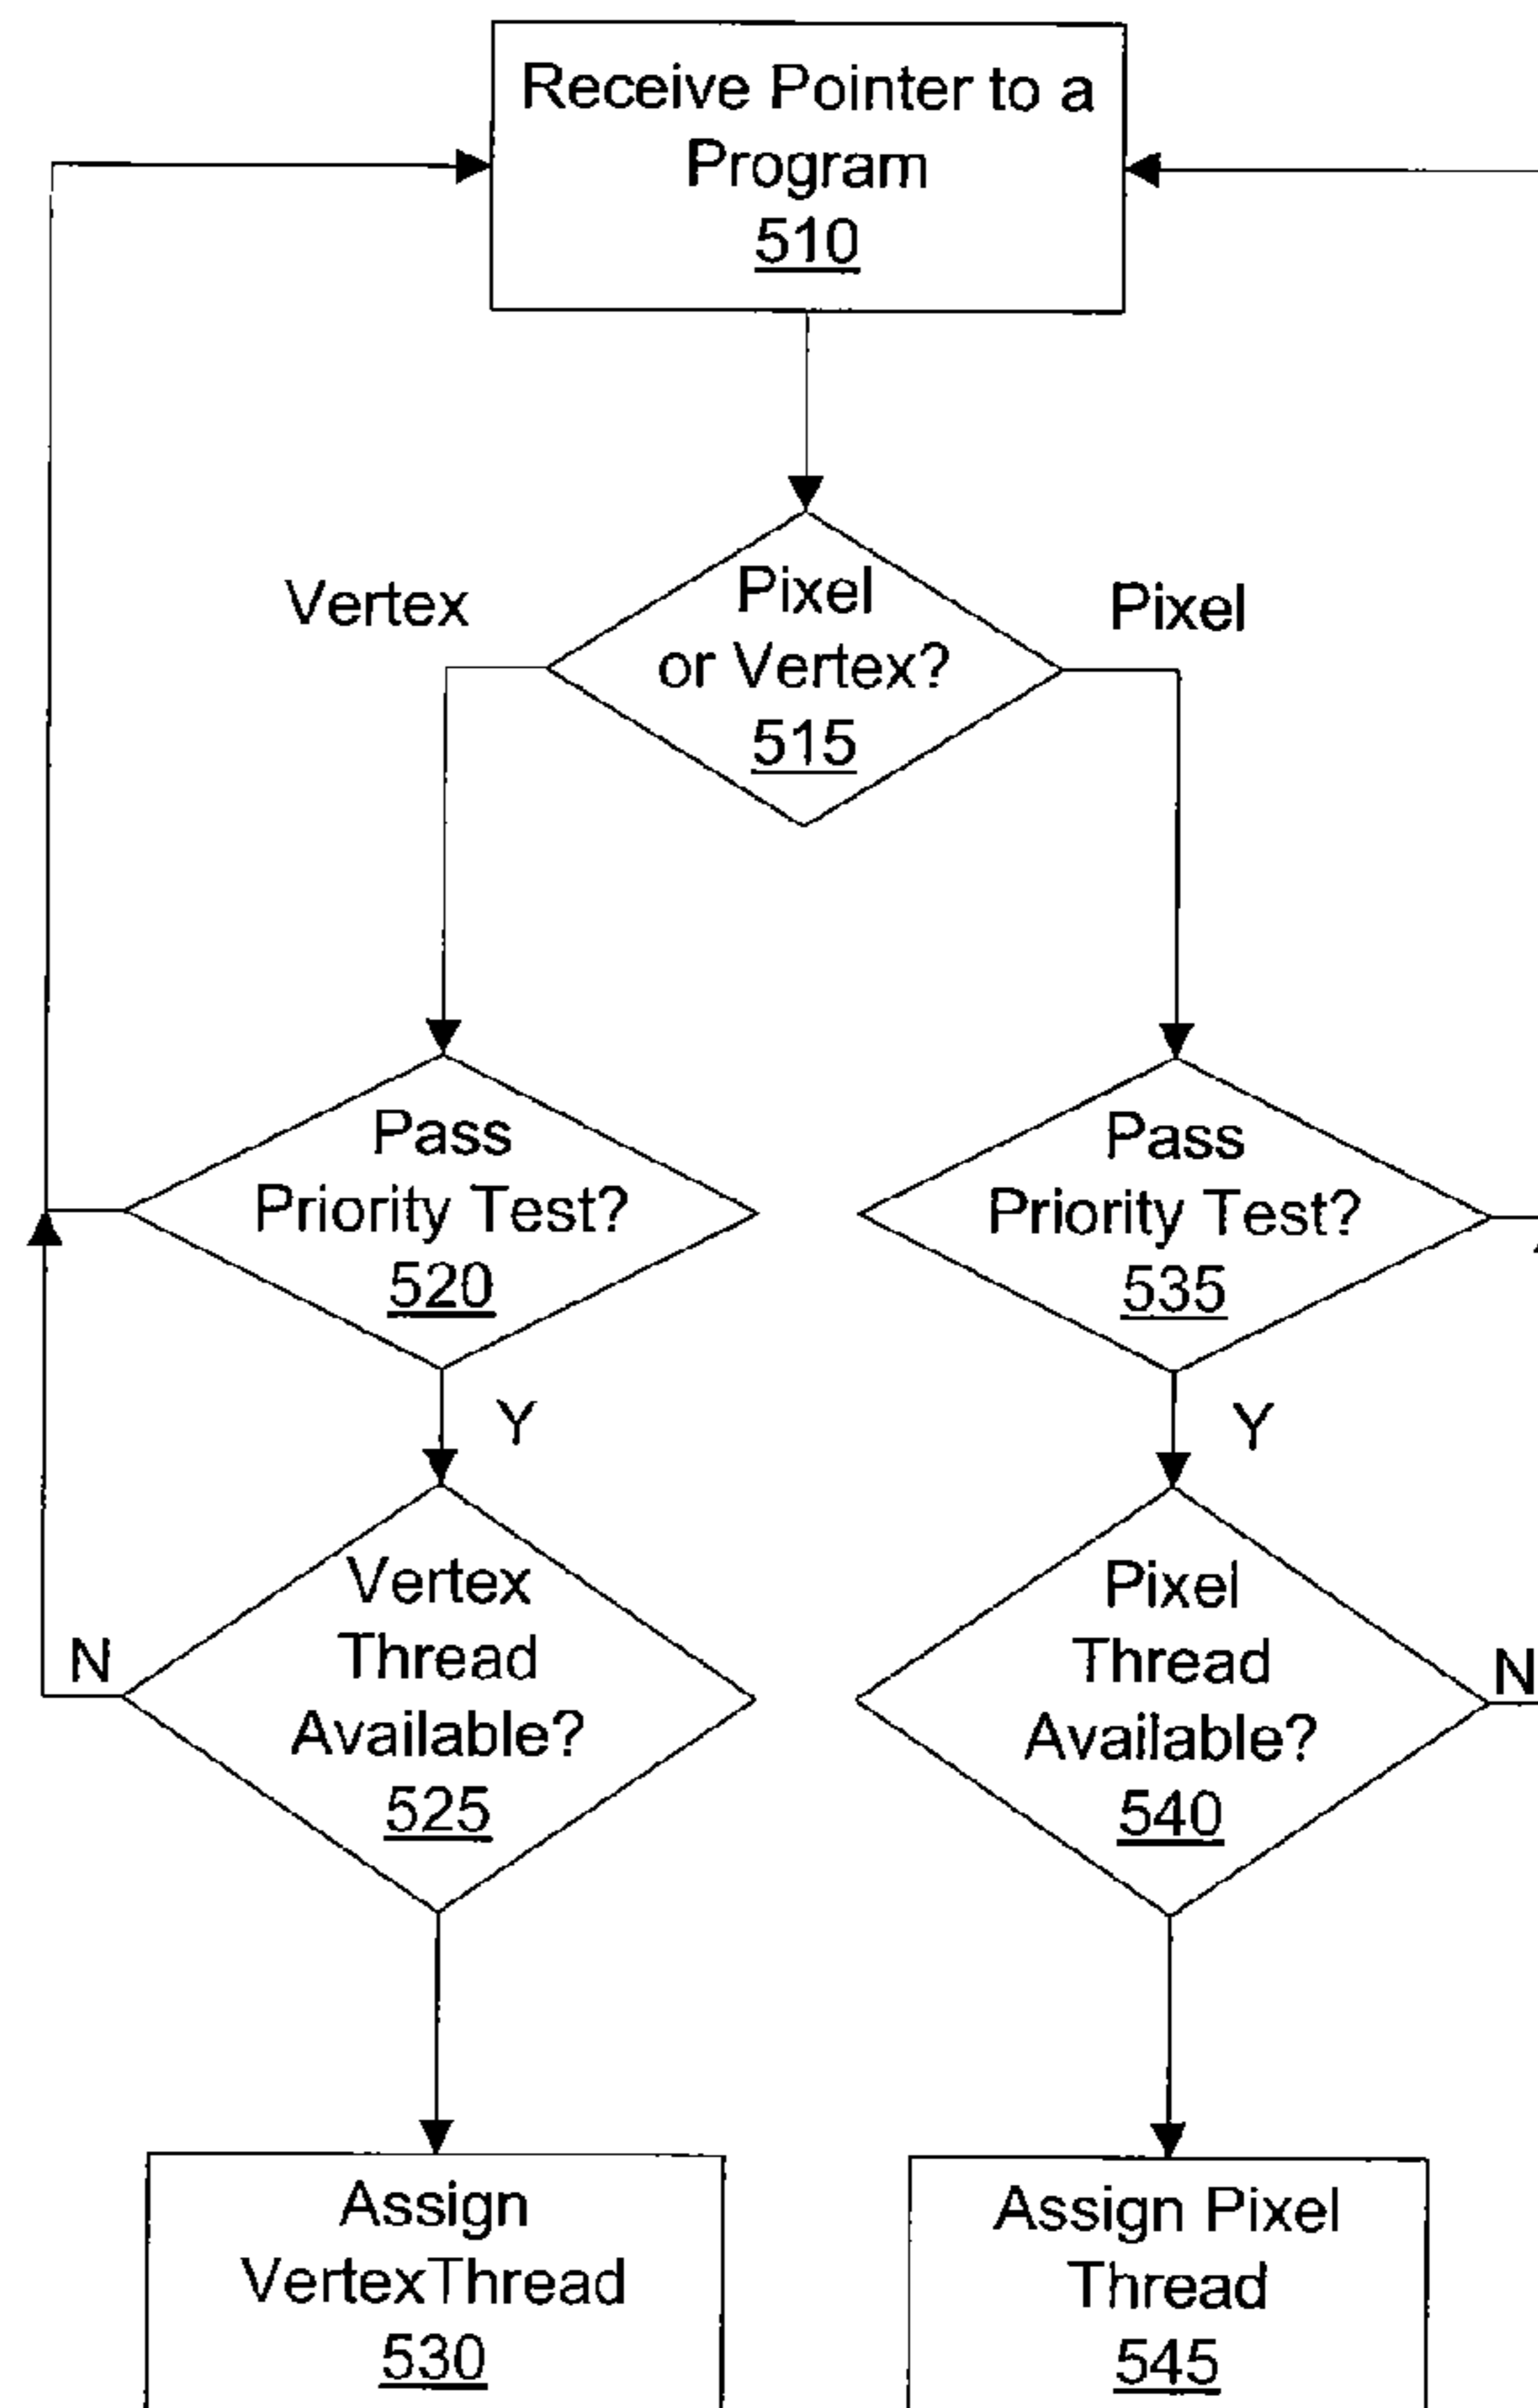 Receive Pointer to a
Program
510
Vertex
Pixel
or Vertex?
515
Pixel
Pass
Priority Test?
520
Pass
Priority Test?
535
Y
Y
Vertex
Thread
Available?
525
N
Pixel
Thread
Available?
540
N
Assign
VertexThread
530
Assign Pixel
Thread
545